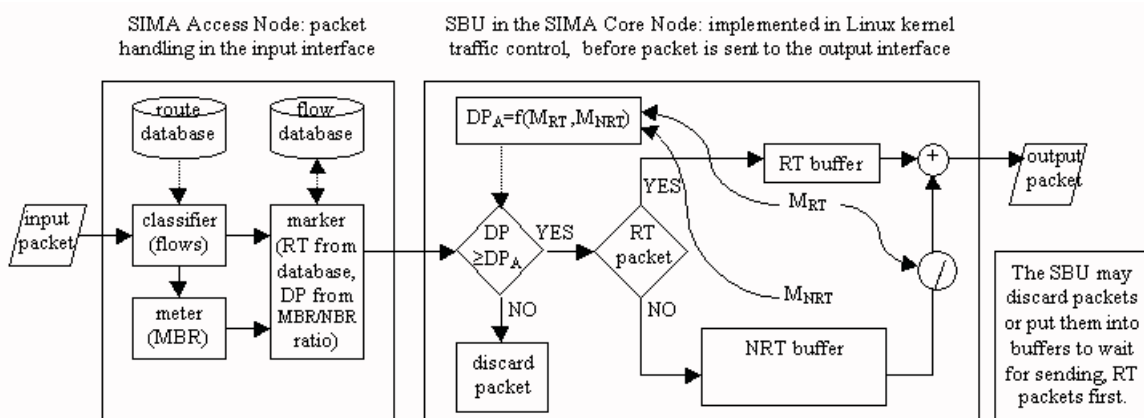 SIMA Access Node: packet
handling in the input interface
SBU in the SIMA Core Node: implemented in Linux kernel
traffic control, before packet is sent to the output interface
route
database
flow
database
input
packet
classifier
(flows)
meter
(MBR)
marker
(RT from
database,
DP from
MBR/NBR
ratio)
DPA=f(MRT,MNRT)
DP
≥DPA
YES
NO
discard
packet
RT
packet
YES
NO
RT buffer
MRT
MNRT
NRT buffer
+
/
output
packet
The SBU may
discard packets
or put them into
buffers to wait
for sending, RT
packets first.